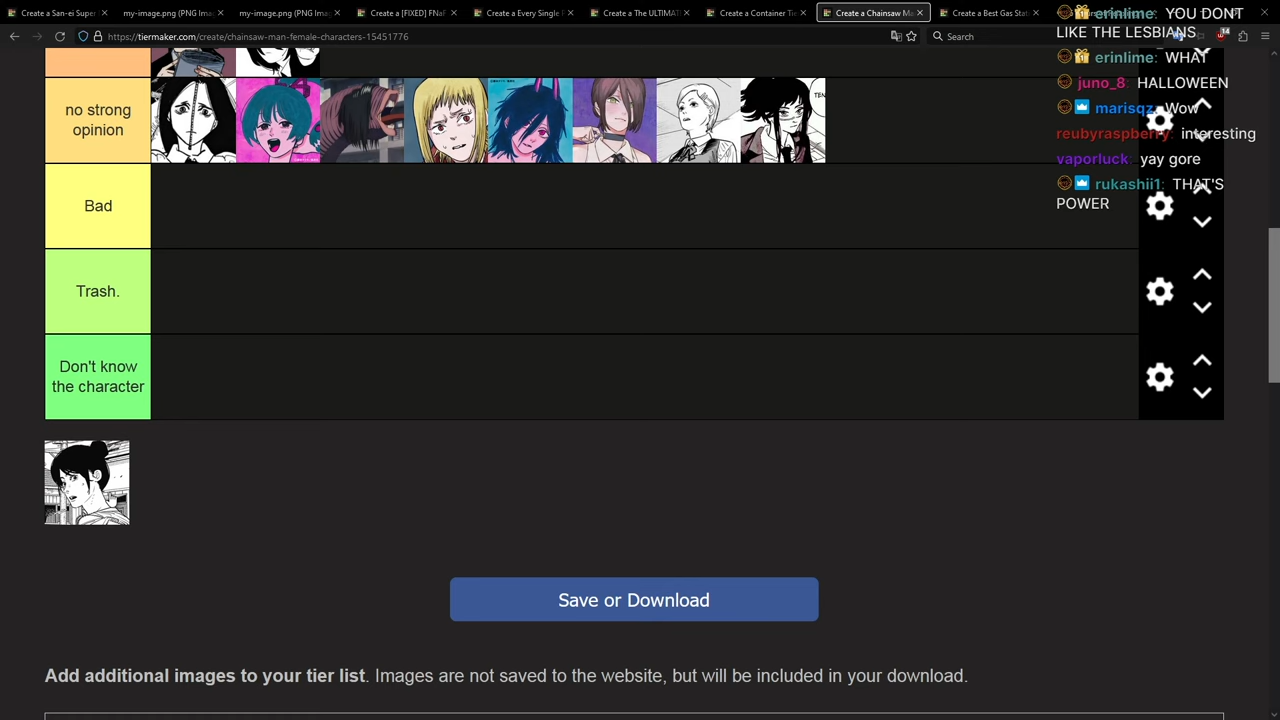 Create a San-ei Super
my-image.png (PNG Ima
my-image.png (PNG Ima
Create a [FIXED] FNaF
Create a Every Single F
Create a The ULTIMAT
Create a Container Tie
Create a Chainsaw Ma
Create a Best Gas Stat
https://tiermaker.com/create/chainsaw-man-female-characters-15451776
Search
14
erinlime: YOU DONT
LIKE THE LESBIANS
erinlime: WHAT
juno_8: HALLOWEEN
marisqz: Wow
reubyraspberry: interesting
vaporluck: yay gore
rukashii1: THAT'S
POWER
no strong
opinion
TEN
Bad
Trash.
Don't know
the character
Save or Download
Add additional images to your tier list. Images are not saved to the website, but will be included in your download.